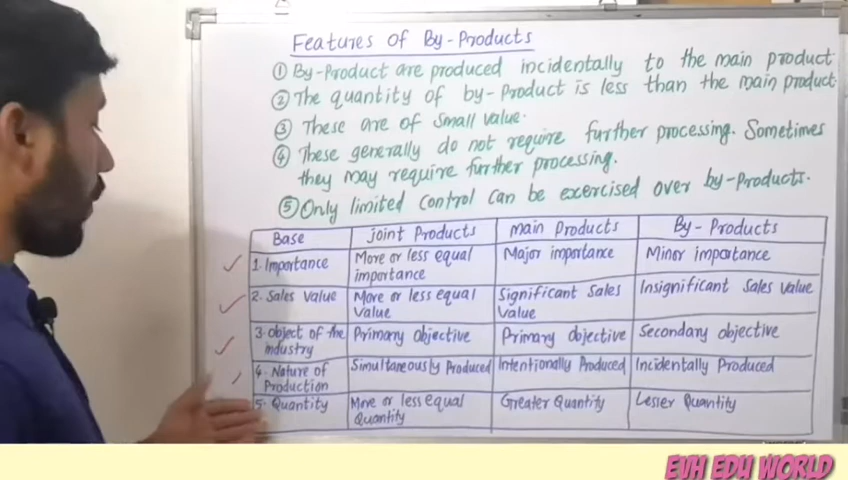 Features of By-Products
① By-Product are produced incidentally to the main product
② The quantity of by-Product is less than the main product.
③ These are of small value.
④ These generally do not require further processing. Sometimes
they may require further processing.
⑤ Only limited control can be exercised over by-Products.
Base Joint Products Main Products By-Products
1. Importance More or less equal importance Major importance Minor importance
2. Sales Value More or less equal value Significant Sales Value Insignificant Sales Value
3. Object of the industry Primary Objective Primary objective Secondary objective
4. Nature of Production Simultaneously Produced Intentionally Produced Incidentally Produced
5. Quantity More or less equal Quantity Greater Quantity Lesser Quantity
EVH EDU WORLD